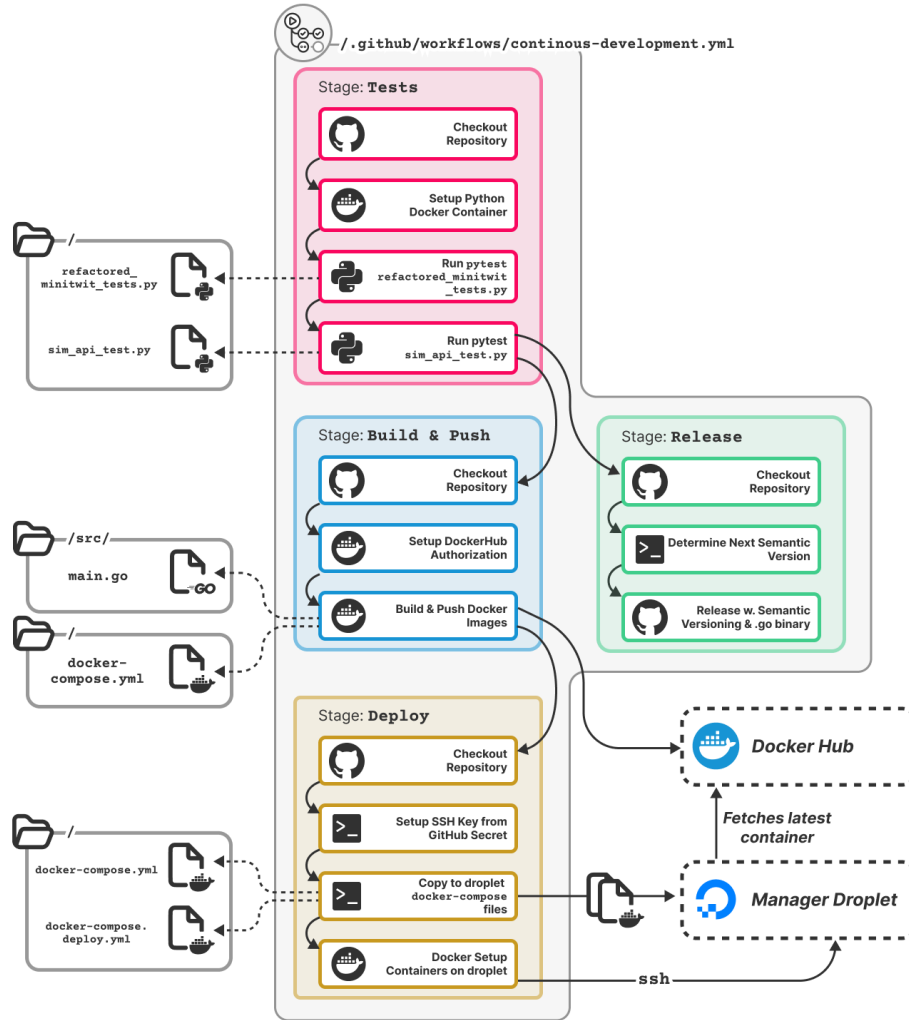 /.github/workflows/continous-development.yml
Stage: Tests
Checkout
Repository
Setup Python
Docker Container
Run pytest
refactored_minitwit
_tests.py
Run pytest
sim_api_test.py
/
refactored_
minitwit_tests.py
sim_api_test.py
Stage: Build & Push
Checkout
Repository
Setup DockerHub
Authorization
Build & Push Docker
Images
Stage: Release
Checkout
Repository
Determine Next Semantic
Version
Release w. Semantic
Versioning & .go binary
/src/
main.go
GO
/
docker-
compose.yml
Stage: Deploy
Checkout
Repository
Setup SSH Key from
GitHub Secret
Copy to droplet
docker-compose
files
Docker Setup
Containers on droplet
/
docker-compose.yml
docker-compose.
deploy.yml
Docker Hub
Fetches latest
container
Manager Droplet
ssh